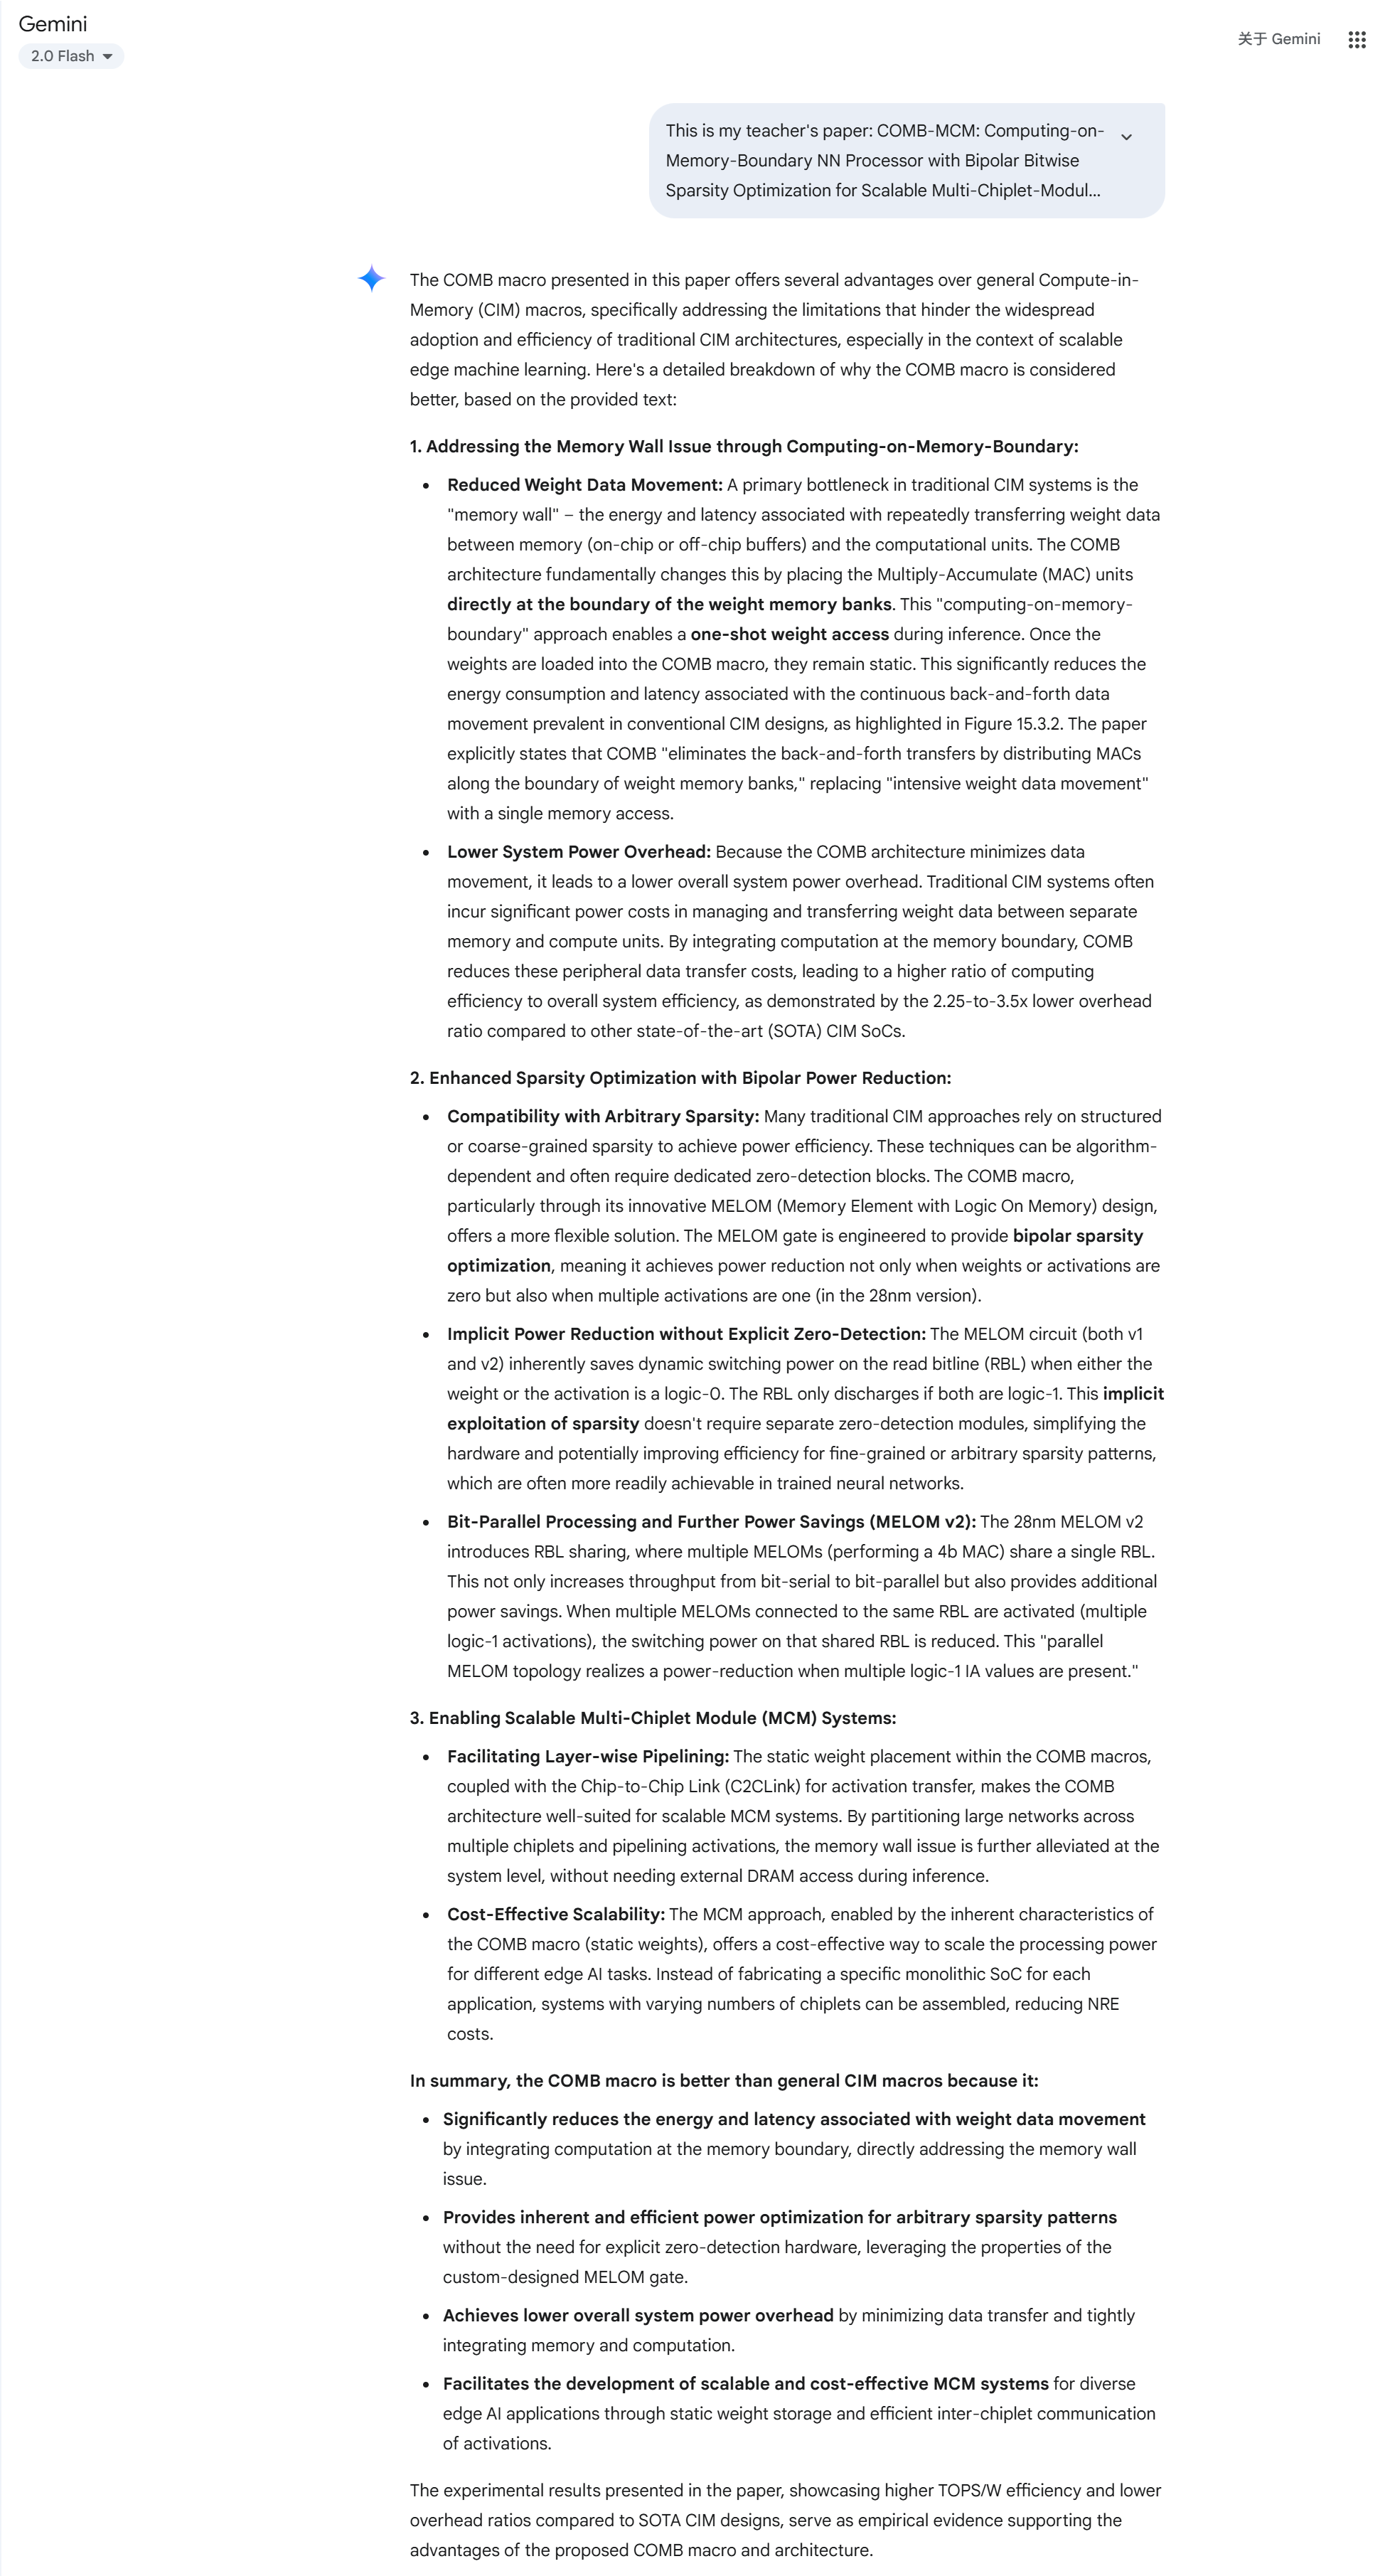 Gemini
2.0 Flash
关于 Gemini
This is my teacher's paper: COMB-MCM: Computing-on-
Memory-Boundary NN Processor with Bipolar Bitwise
Sparsity Optimization for Scalable Multi-Chiplet-Modul...
The COMB macro presented in this paper offers several advantages over general Compute-in-
Memory (CIM) macros, specifically addressing the limitations that hinder the widespread
adoption and efficiency of traditional CIM architectures, especially in the context of scalable
edge machine learning. Here's a detailed breakdown of why the COMB macro is considered
better, based on the provided text:
1. Addressing the Memory Wall Issue through Computing-on-Memory-Boundary:
• Reduced Weight Data Movement: A primary bottleneck in traditional CIM systems is the
"memory wall" – the energy and latency associated with repeatedly transferring weight data
between memory (on-chip or off-chip buffers) and the computational units. The COMB
architecture fundamentally changes this by placing the Multiply-Accumulate (MAC) units
directly at the boundary of the weight memory banks. This "computing-on-memory-
boundary" approach enables a one-shot weight access during inference. Once the
weights are loaded into the COMB macro, they remain static. This significantly reduces the
energy consumption and latency associated with the continuous back-and-forth data
movement prevalent in conventional CIM designs, as highlighted in Figure 15.3.2. The paper
explicitly states that COMB "eliminates the back-and-forth transfers by distributing MACs
along the boundary of weight memory banks," replacing "intensive weight data movement"
with a single memory access.
• Lower System Power Overhead: Because the COMB architecture minimizes data
movement, it leads to a lower overall system power overhead. Traditional CIM systems often
incur significant power costs in managing and transferring weight data between separate
memory and compute units. By integrating computation at the memory boundary, COMB
reduces these peripheral data transfer costs, leading to a higher ratio of computing
efficiency to overall system efficiency, as demonstrated by the 2.25-to-3.5x lower overhead
ratio compared to other state-of-the-art (SOTA) CIM SoCs.
2. Enhanced Sparsity Optimization with Bipolar Power Reduction:
• Compatibility with Arbitrary Sparsity: Many traditional CIM approaches rely on structured
or coarse-grained sparsity to achieve power efficiency. These techniques can be algorithm-
dependent and often require dedicated zero-detection blocks. The COMB macro,
particularly through its innovative MELOM (Memory Element with Logic On Memory) design,
offers a more flexible solution. The MELOM gate is engineered to provide bipolar sparsity
optimization, meaning it achieves power reduction not only when weights or activations are
zero but also when multiple activations are one (in the 28nm version).
• Implicit Power Reduction without Explicit Zero-Detection: The MELOM circuit (both v1
and v2) inherently saves dynamic switching power on the read bitline (RBL) when either the
weight or the activation is a logic-0. The RBL only discharges if both are logic-1. This implicit
exploitation of sparsity doesn't require separate zero-detection modules, simplifying the
hardware and potentially improving efficiency for fine-grained or arbitrary sparsity patterns,
which are often more readily achievable in trained neural networks.
• Bit-Parallel Processing and Further Power Savings (MELOM v2): The 28nm MELOM v2
introduces RBL sharing, where multiple MELOMs (performing a 4b MAC) share a single RBL.
This not only increases throughput from bit-serial to bit-parallel but also provides additional
power savings. When multiple MELOMs connected to the same RBL are activated (multiple
logic-1 activations), the switching power on that shared RBL is reduced. This "parallel
MELOM topology realizes a power-reduction when multiple logic-1 IA values are present."
3. Enabling Scalable Multi-Chiplet Module (MCM) Systems:
• Facilitating Layer-wise Pipelining: The static weight placement within the COMB macros,
coupled with the Chip-to-Chip Link (C2CLink) for activation transfer, makes the COMB
architecture well-suited for scalable MCM systems. By partitioning large networks across
multiple chiplets and pipelining activations, the memory wall issue is further alleviated at the
system level, without needing external DRAM access during inference.
• Cost-Effective Scalability: The MCM approach, enabled by the inherent characteristics of
the COMB macro (static weights), offers a cost-effective way to scale the processing power
for different edge AI tasks. Instead of fabricating a specific monolithic SoC for each
application, systems with varying numbers of chiplets can be assembled, reducing NRE
costs.
In summary, the COMB macro is better than general CIM macros because it:
• Significantly reduces the energy and latency associated with weight data movement
by integrating computation at the memory boundary, directly addressing the memory wall
issue.
• Provides inherent and efficient power optimization for arbitrary sparsity patterns
without the need for explicit zero-detection hardware, leveraging the properties of the
custom-designed MELOM gate.
• Achieves lower overall system power overhead by minimizing data transfer and tightly
integrating memory and computation.
• Facilitates the development of scalable and cost-effective MCM systems for diverse
edge AI applications through static weight storage and efficient inter-chiplet communication
of activations.
The experimental results presented in the paper, showcasing higher TOPS/W efficiency and lower
overhead ratios compared to SOTA CIM designs, serve as empirical evidence supporting the
advantages of the proposed COMB macro and architecture.